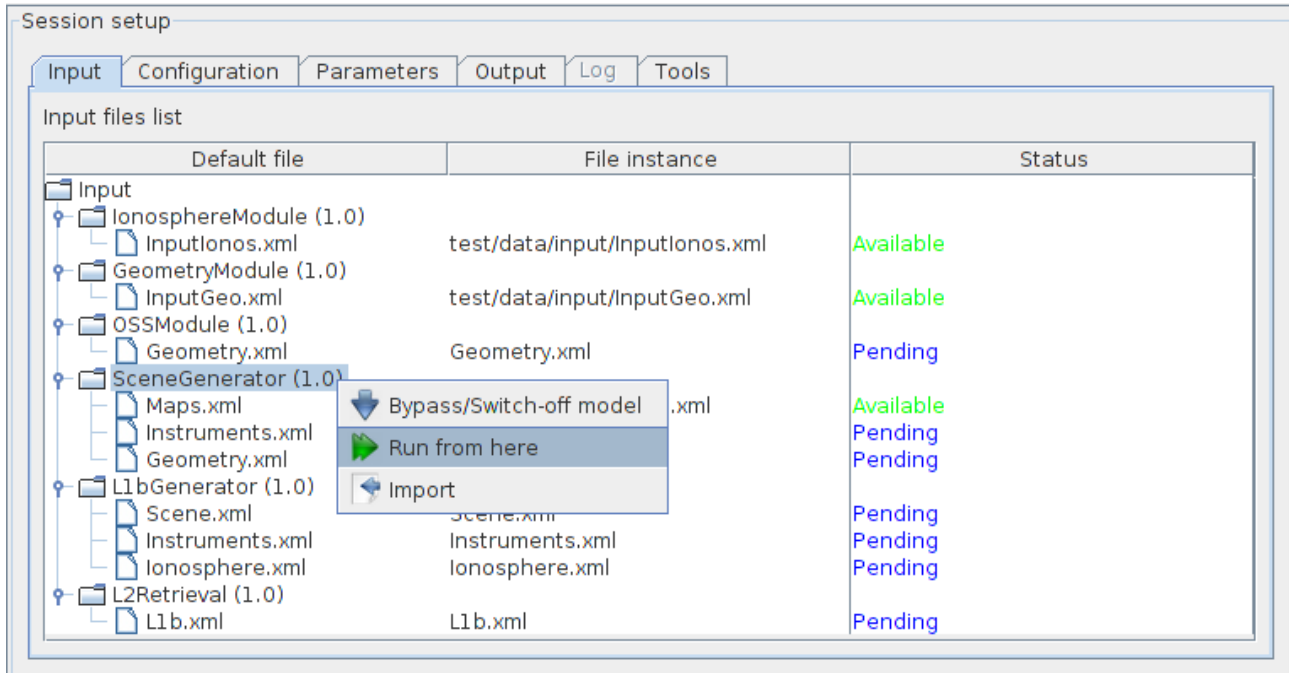 Session setup
Input Configuration Parameters Output Log Tools
Input files list
Default file File instance Status
Input
IonosphereModule (1.0)
InputIonos.xml test/data/input/InputIonos.xml Available
GeometryModule (1.0)
InputGeo.xml test/data/input/InputGeo.xml Available
OSSModule (1.0)
Geometry.xml Geometry.xml Pending
SceneGenerator (1.0)
Maps.xml Bypass/Switch-off model .xml Available
Instruments.xml Pending
Run from here
Geometry.xml Pending
L1bGenerator (1.0)
Import
Scene.xml Scene.xml Pending
Instruments.xml Instruments.xml Pending
Ionosphere.xml Ionosphere.xml Pending
L2Retrieval (1.0)
L1b.xml L1b.xml Pending